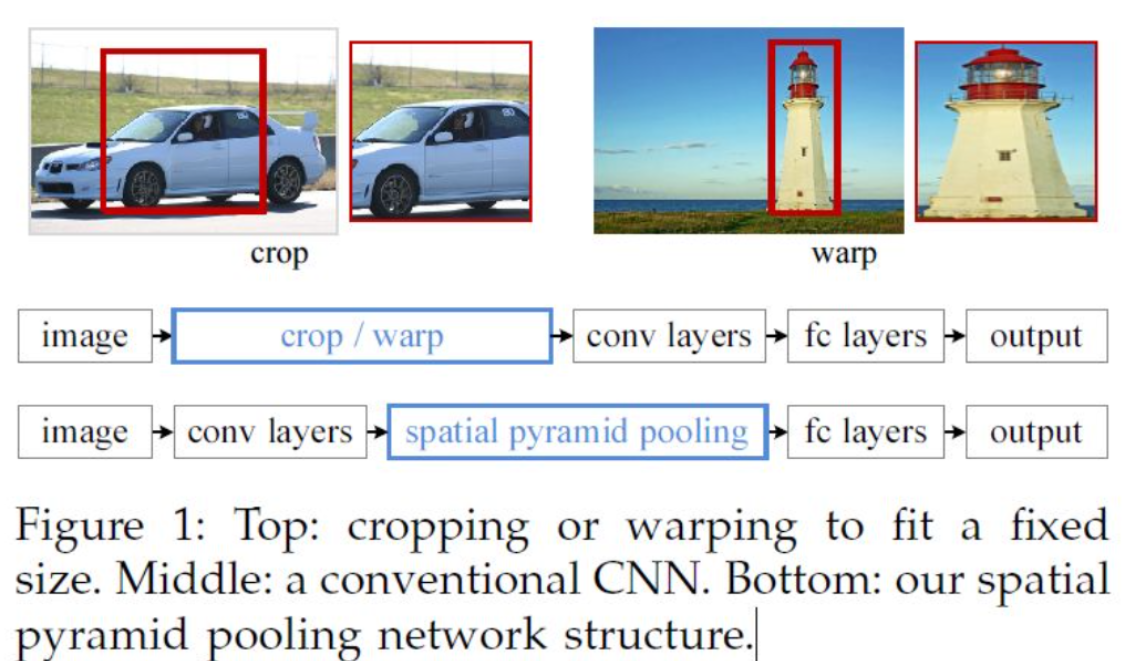 crop
warp
image crop / warp conv layers fc layers output
image conv layers spatial pyramid pooling fc layers output
Figure 1: Top: cropping or warping to fit a fixed
size. Middle: a conventional CNN. Bottom: our spatial
pyramid pooling network structure.